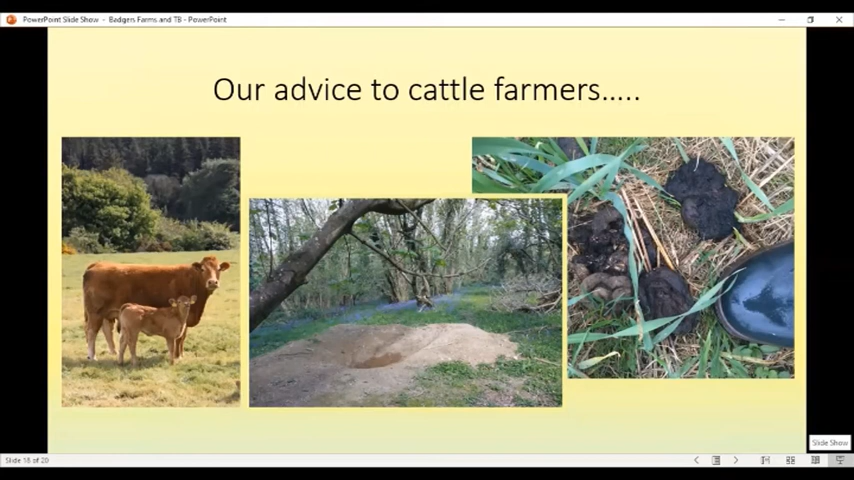 PowerPoint Slide Show - Badgers Farms and TB - PowerPoint
Our advice to cattle farmers.....
Slide Show
Slide 16 of 20